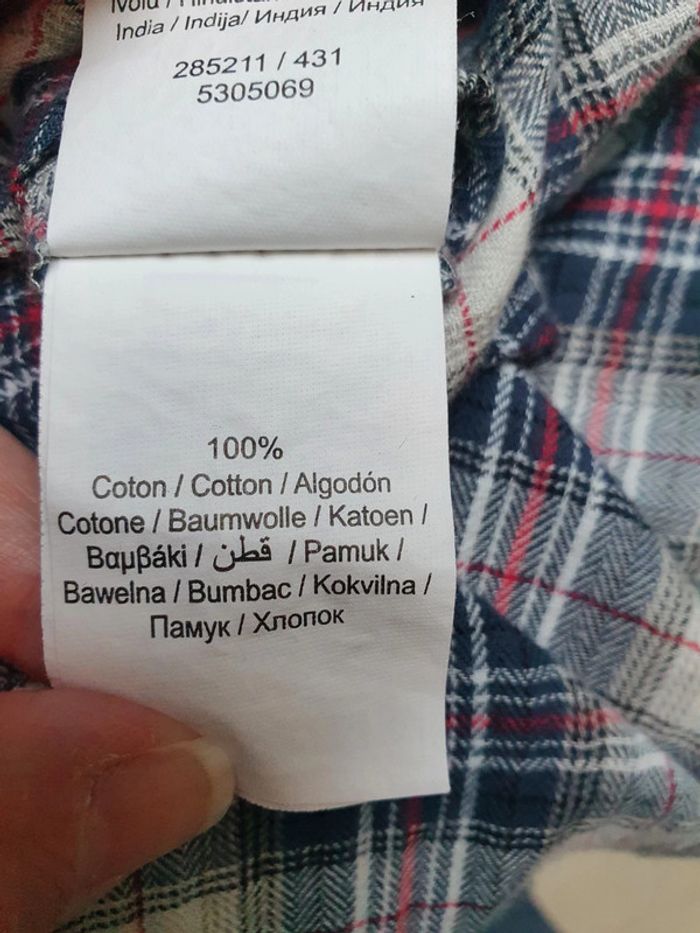 India / Indija/ Индия / Индия
285211 / 431
5305069
100%
Coton / Cotton / Algodón
Cotone / Baumwolle / Katoen /
Βαμβάki / قطن / Pamuk /
Bawelna / Bumbac / Kokvilna /
Памук / Хлопок